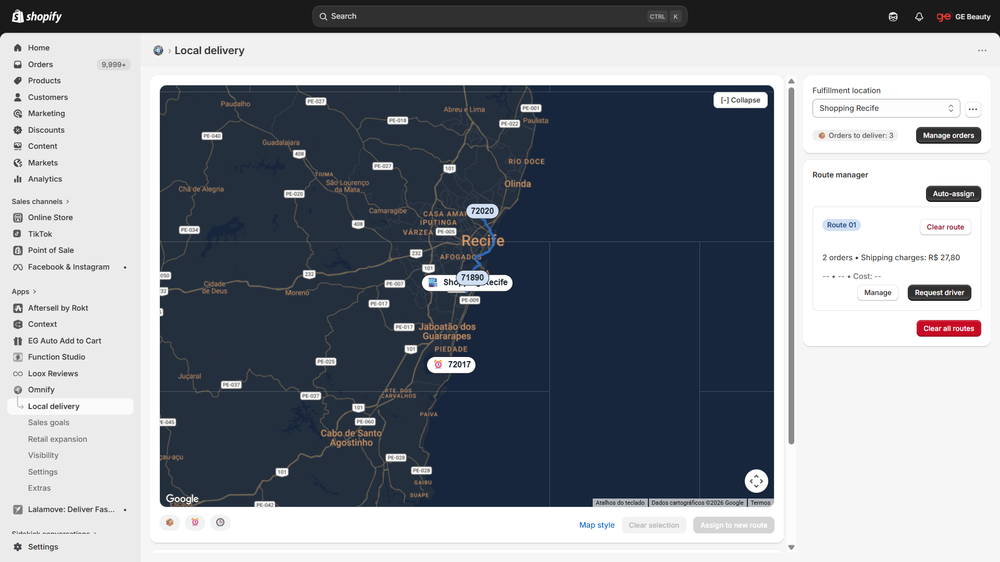 shopify
Search
CTRL K
ge GE Beauty
Home
Orders 9,999+
Products
Customers
Marketing
Discounts
Content
Markets
Analytics
Sales channels
Online Store
TikTok
Point of Sale
Facebook & Instagram
Apps
Aftersell by Rokt
Context
EG Auto Add to Cart
Function Studio
Loox Reviews
Omnify
Local delivery
Sales goals
Retail expansion
Visibility
Settings
Extras
Lalamove: Deliver Fas...
Sidekick conversations
Settings
Local delivery
[-] Collapse
Paudalho
PE-027
Abreu e Lima
PE-001
PE-018
PE-022
Paulista
PE-040
Guadalajara
408
RIO DOCE
PE-027
101
TIUMA
São Lourenço
da Mata
Olinda
Chã de Alegria
PE-020
Camaragibe
72020
CASA AMAR
IPUTINGA
408
PE-034
VÁRZEA
PE-005
Recife
232
AFOGADOS
101
050
232
71890
Shopping Recife
32
Cidade
de Deus
PE-007
Moreno
PE-009
PE-017
PE-017
Jaboatão dos
Guararapes
101
PIEDADE
PE-025
72017
Juçaral
PE-037
PE-037
PTE. DOS
CARVALHOS
101
PAIVA
PE-060
PE-045
Cabo de Santo
Agostinho
çau-açu
PE-028
101
PE-028
GAIBU
SUAPE
Google
Escada
PE-042
Atalhos do teclado
Dados cartográficos ©2026 Google
Termos
Map style
Clear selection
Assign to new route
Fulfillment location
Shopping Recife
Orders to deliver: 3
Manage orders
Route manager
Auto-assign
Route 01
Clear route
2 orders • Shipping charges: R$ 27,80
-- • -- • Cost: --
Manage
Request driver
Clear all routes